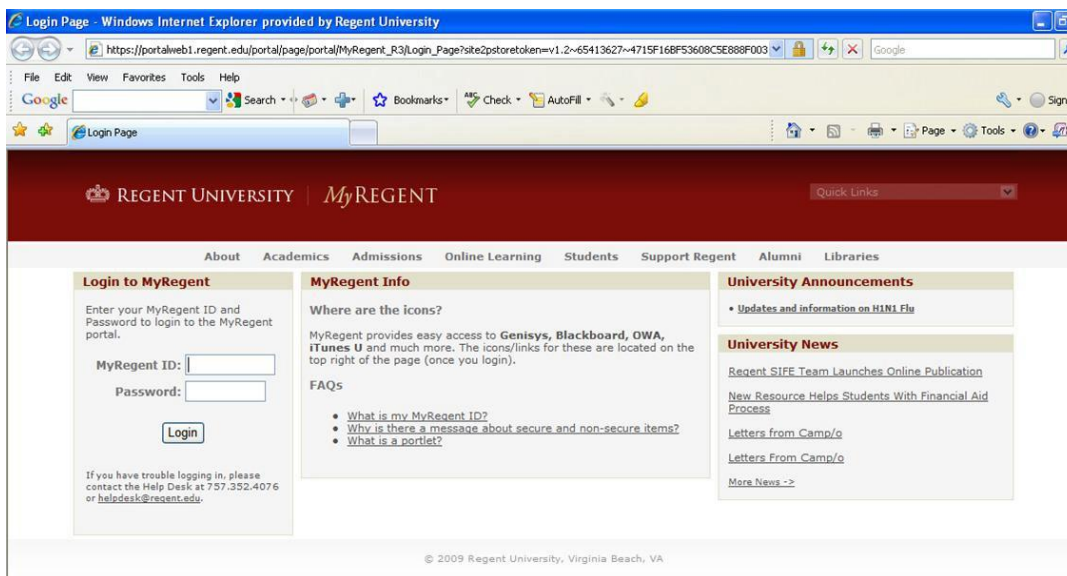 Login Page - Windows Internet Explorer provided by Regent University
https://portalweb1.regent.edu/portal/page/portal/MyRegent_R3/Login_Page?site2pstoretoken=v1.2~65413627~4715F16BF53608C5E888F003
Google
File Edit View Favorites Tools Help
Google Search Bookmarks ABC Check AutoFill Sign
Login Page Page Tools
REGENT UNIVERSITY | MyREGENT
Quick Links
About Academics Admissions Online Learning Students Support Regent Alumni Libraries
Login to MyRegent
Enter your MyRegent ID and
Password to login to the MyRegent
portal.
MyRegent ID:
Password:
Login
If you have trouble logging in, please
contact the Help Desk at 757.352.4076
or helpdesk@regent.edu.
MyRegent Info
Where are the icons?
MyRegent provides easy access to Genisys, Blackboard, OWA,
iTunes U and much more. The icons/links for these are located on the
top right of the page (once you login).
FAQs
• What is my MyRegent ID?
• Why is there a message about secure and non-secure items?
• What is a portlet?
University Announcements
• Updates and information on H1N1 Flu
University News
Regent SIFE Team Launches Online Publication
New Resource Helps Students With Financial Aid
Process
Letters from Camp/o
Letters From Camp/o
More News ->
© 2009 Regent University, Virginia Beach, VA